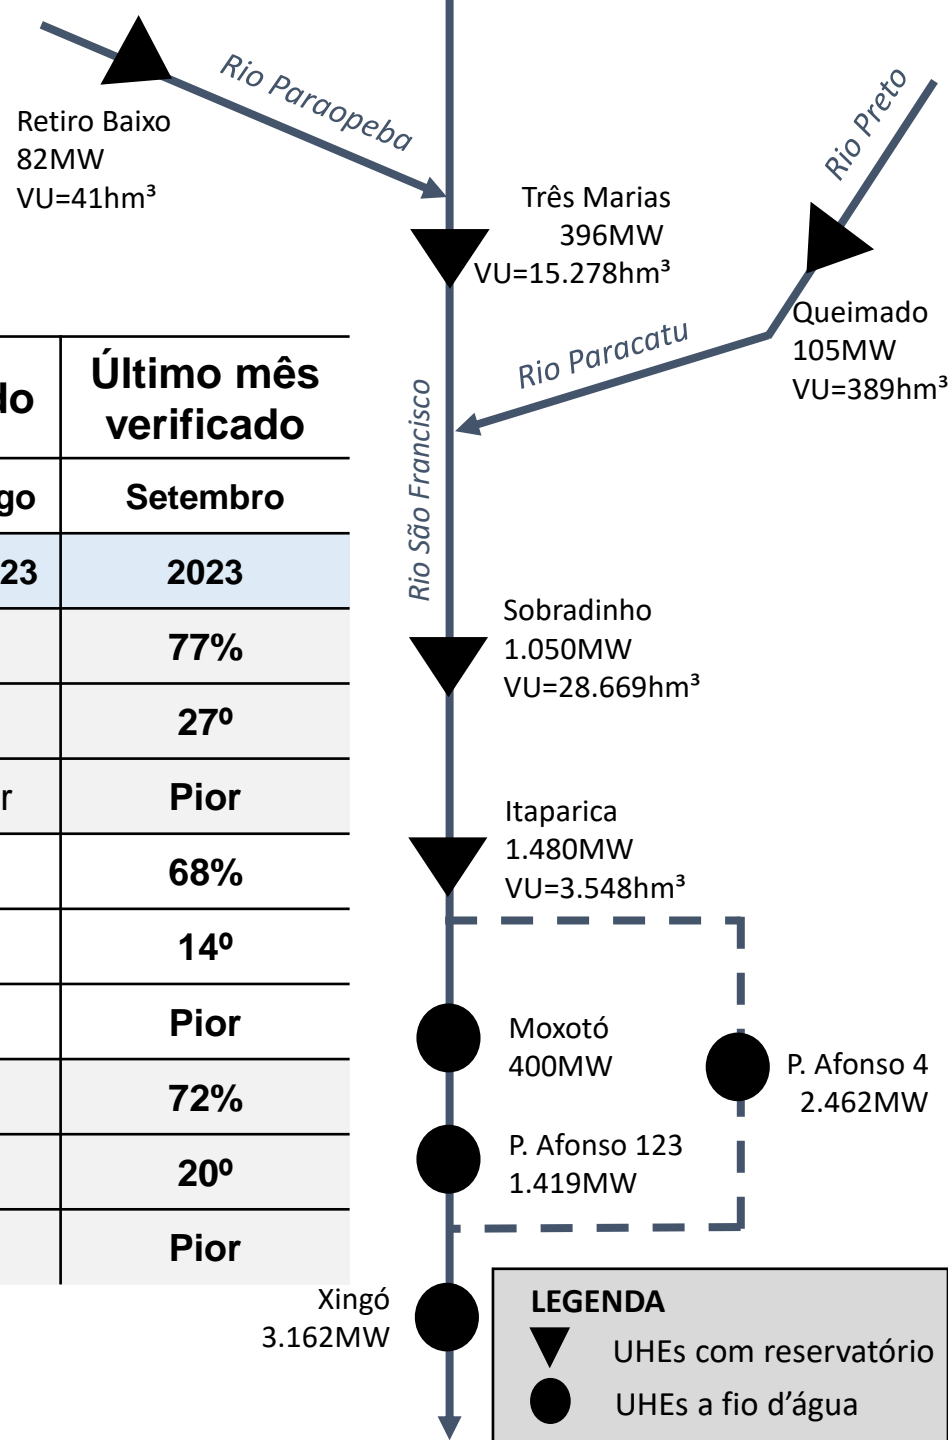 Rio Paraopeba
Retiro Baixo
82MW
VU=41hm³
Rio Preto
Três Marias
396MW
VU=15.278hm³
Queimado
105MW
VU=389hm³
Rio Paracatu
Rio São Francisco
Último mês
verificado
Setembro
23
2023
77%
27º
Pior
68%
14º
Pior
72%
20º
Pior
Sobradinho
1.050MW
VU=28.669hm³
Itaparica
1.480MW
VU=3.548hm³
Moxotó
400MW
P. Afonso 4
2.462MW
P. Afonso 123
1.419MW
Xingó
3.162MW
LEGENDA
UHEs com reservatório
UHEs a fio d’água